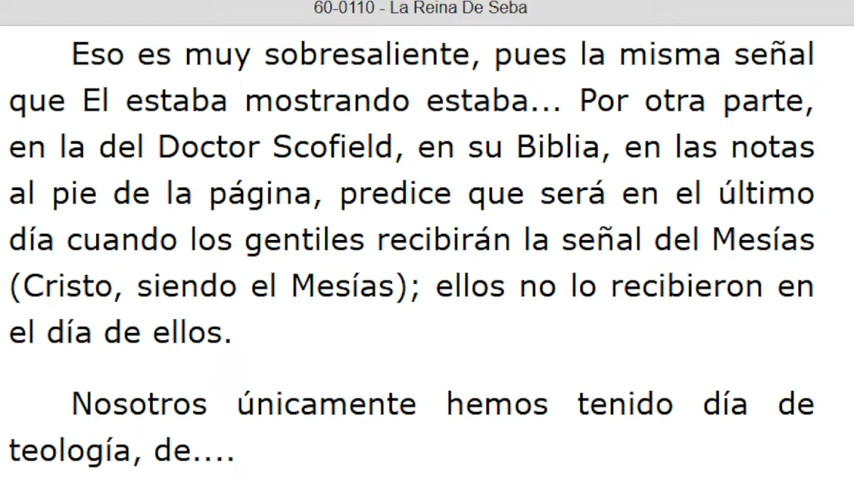 60-0110 - La Reina De Seba
Eso es muy sobresaliente, pues la misma señal
que El estaba mostrando estaba... Por otra parte,
en la del Doctor Scofield, en su Biblia, en las notas
al pie de la página, predice que será en el último
día cuando los gentiles recibirán la señal del Mesías
(Cristo, siendo el Mesías); ellos no lo recibieron en
el día de ellos.
Nosotros únicamente hemos tenido día de
teología, de....